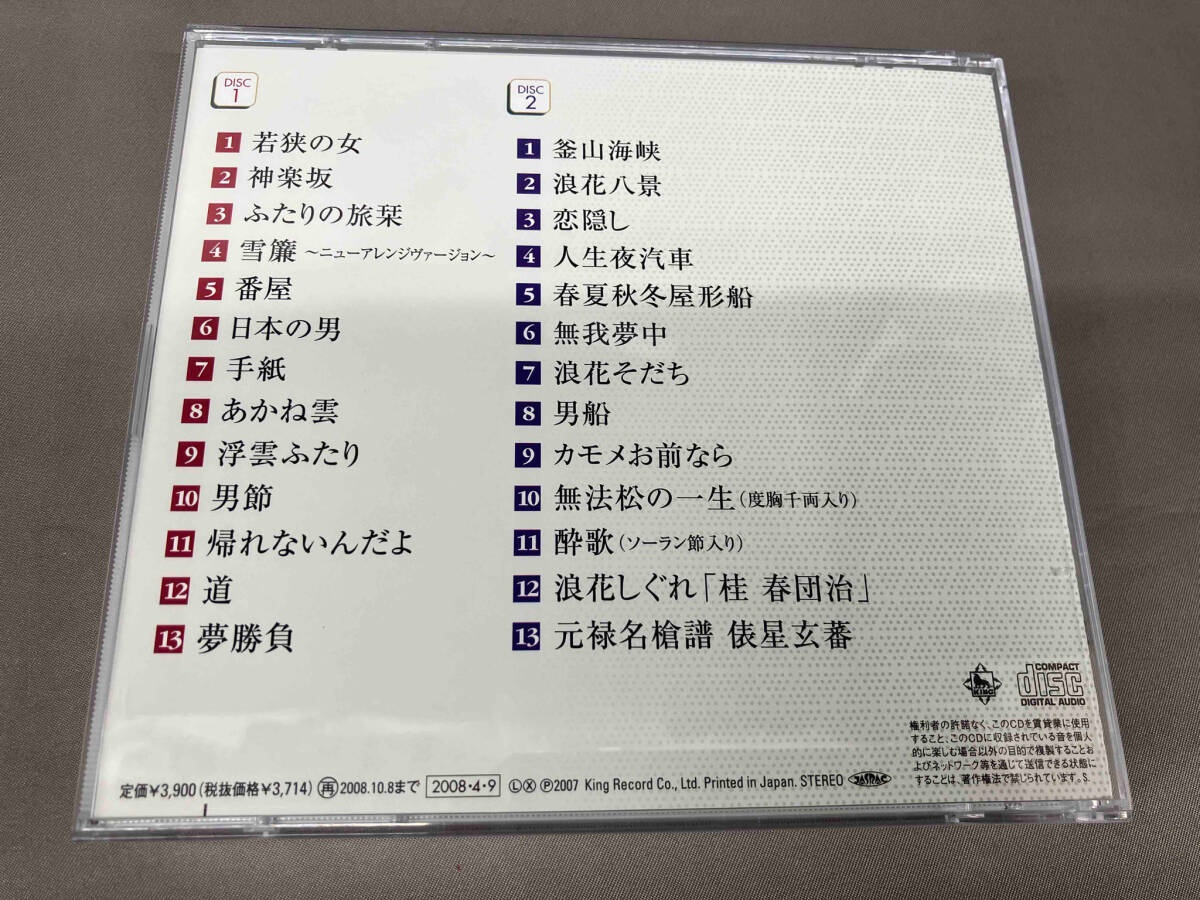 DISC
1
1 若狭の女
2 神楽坂
3 ふたりの旅栞
4 雪簾 ～ニューアレンジヴァージョン～
5 番屋
6 日本の男
7 手紙
8 あかね雲
9 浮雲ふたり
10 男節
11 帰れないんだよ
12 道
13 夢勝負
DISC
2
1 釜山海峡
2 浪花八景
3 恋隠し
4 人生夜汽車
5 春夏秋冬屋形船
6 無我夢中
7 浪花そだち
8 男船
9 カモメお前なら
10 無法松の一生（度胸千両入り）
11 酔歌（ソーラン節入り）
12 浪花しぐれ「桂 春団治」
13 元禄名槍譜 俵星玄蕃
KING
COMPACT
disc
DIGITAL AUDIO
権利者の許諾なく、このCDを賃貸業に使用
すること、このCDに収録されている音を個人
的に楽しむ場合以外の目的で複製することお
よびネットワーク等を通じて送信できる状態に
することは、著作権法で禁じられています。S.
定価¥3,900（税抜価格¥3,714）再2008.10.8まで 2008・4・9 ⓁⓍ Ⓟ2007 King Record Co., Ltd. Printed in Japan. STEREO JASRAC